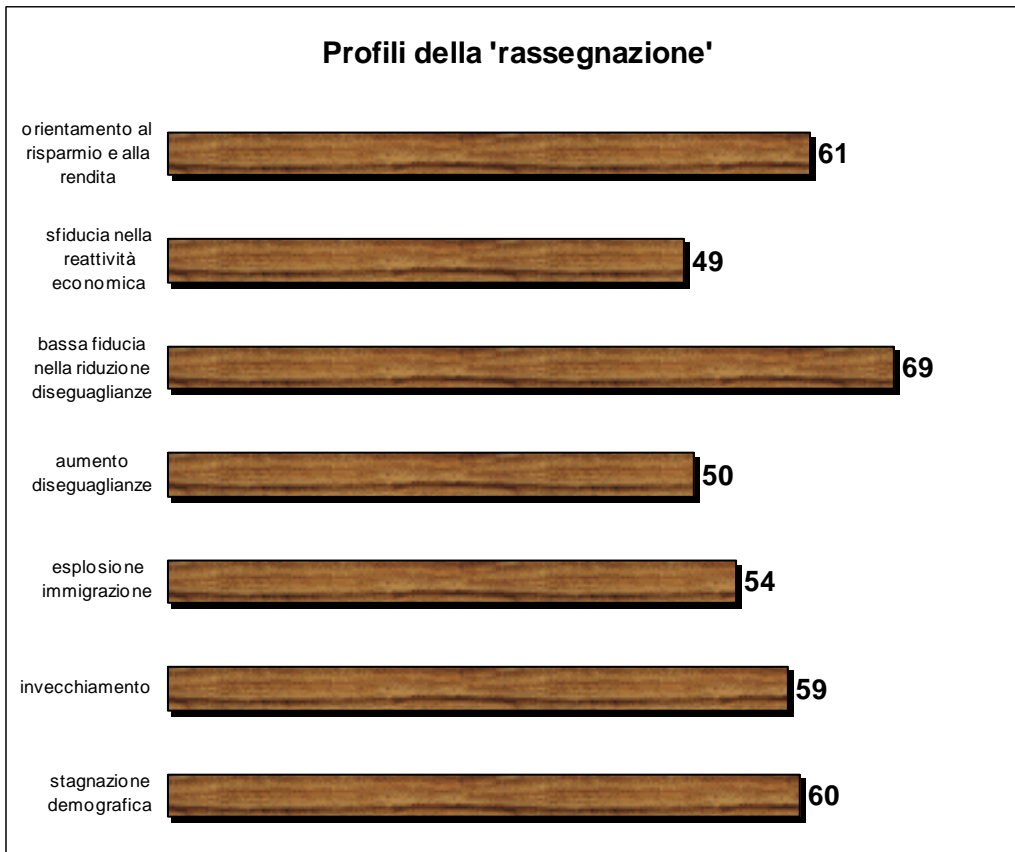 Profili della 'rassegnazione'
orientamento al
risparmio e alla
rendita
61
sfiducia nella
reattività
economica
49
bassa fiducia
nella riduzione
diseguaglianze
69
aumento
diseguaglianze
50
esplosione
immigrazione
54
invecchiamento
59
stagnazione
demografica
60